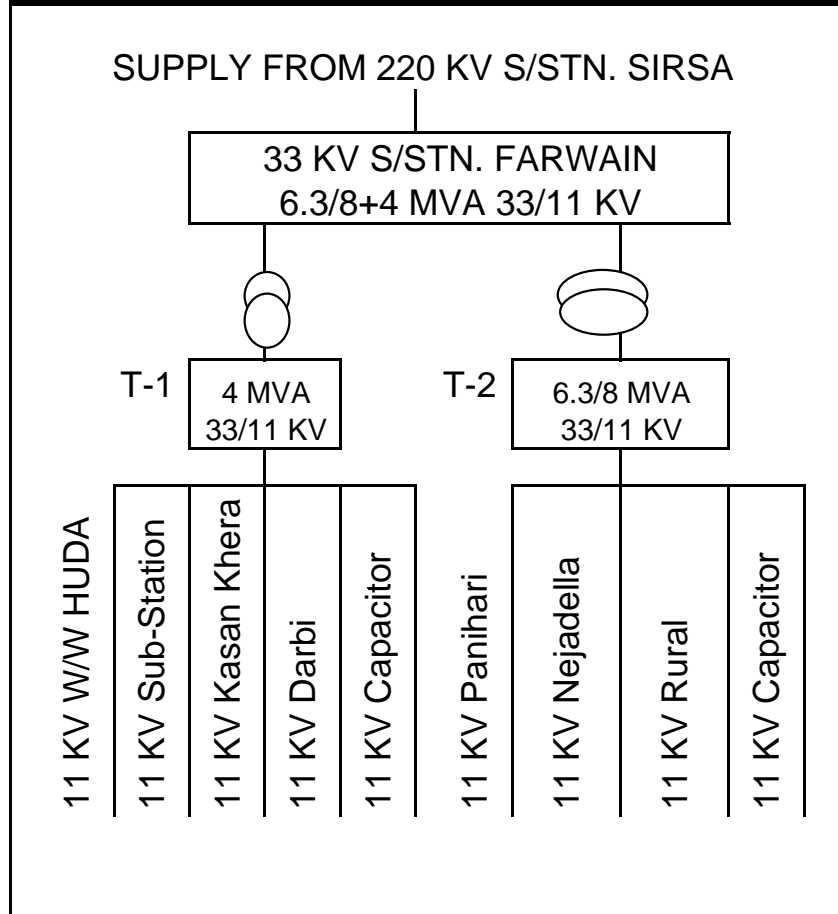 SUPPLY FROM 220 KV S/STN. SIRSA
33 KV S/STN. FARWAIN
6.3/8+4 MVA 33/11 KV
T-1
4 MVA
33/11 KV
T-2
6.3/8 MVA
33/11 KV
11 KV W/W HUDA
11 KV Sub-Station
11 KV Kasan Khera
11 KV Darbi
11 KV Capacitor
11 KV Panihari
11 KV Nejadella
11 KV Rural
11 KV Capacitor